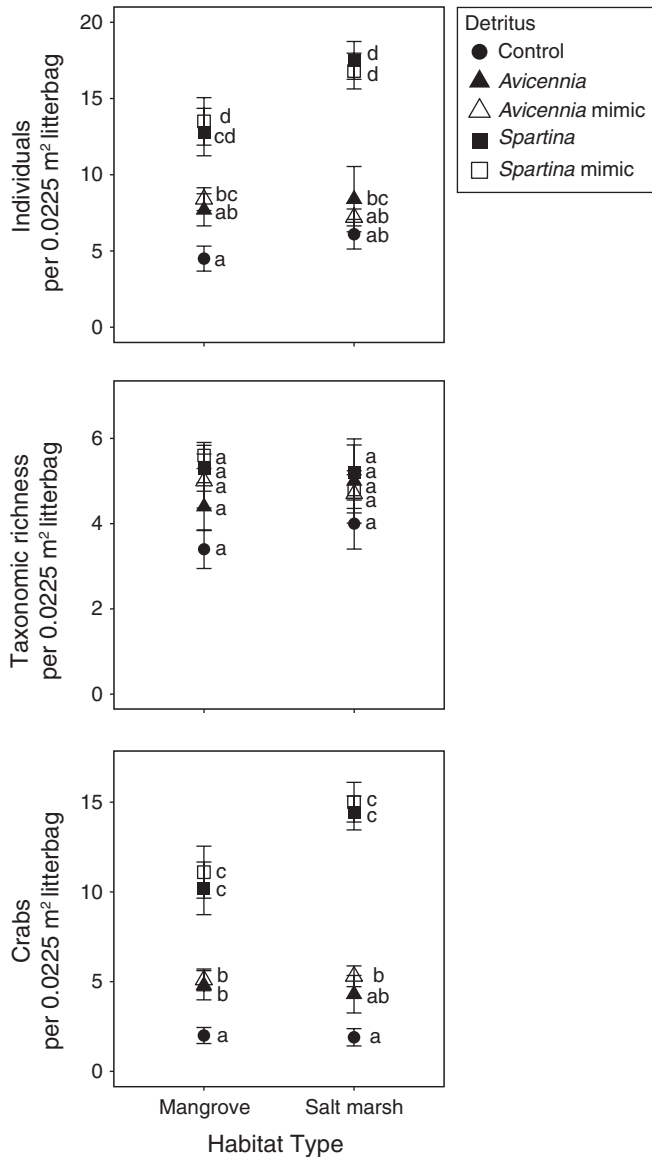 Detritus
Control
Avicennia
Avicennia mimic
Spartina
Spartina mimic
Individuals
per 0.0225 m² litterbag
20
15
10
5
0
d
cd
bc
ab
a
d
d
bc
ab
ab
Taxonomic richness
per 0.0225 m² litterbag
6
4
2
0
a
a
a
a
a
a
a
a
a
a
Crabs
per 0.0225 m² litterbag
15
10
5
0
c
c
b
b
a
c
c
b
ab
a
Mangrove
Salt marsh
Habitat Type